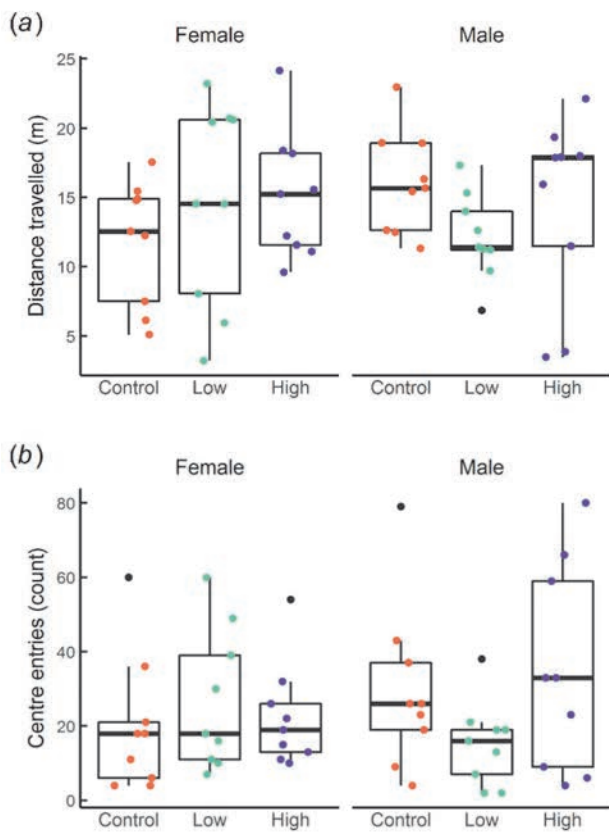 (a)
Female Male
Distance travelled (m)
25
20
15
10
5
Control Low High Control Low High
(b)
Female Male
Centre entries (count)
80
60
40
20
0
Control Low High Control Low High